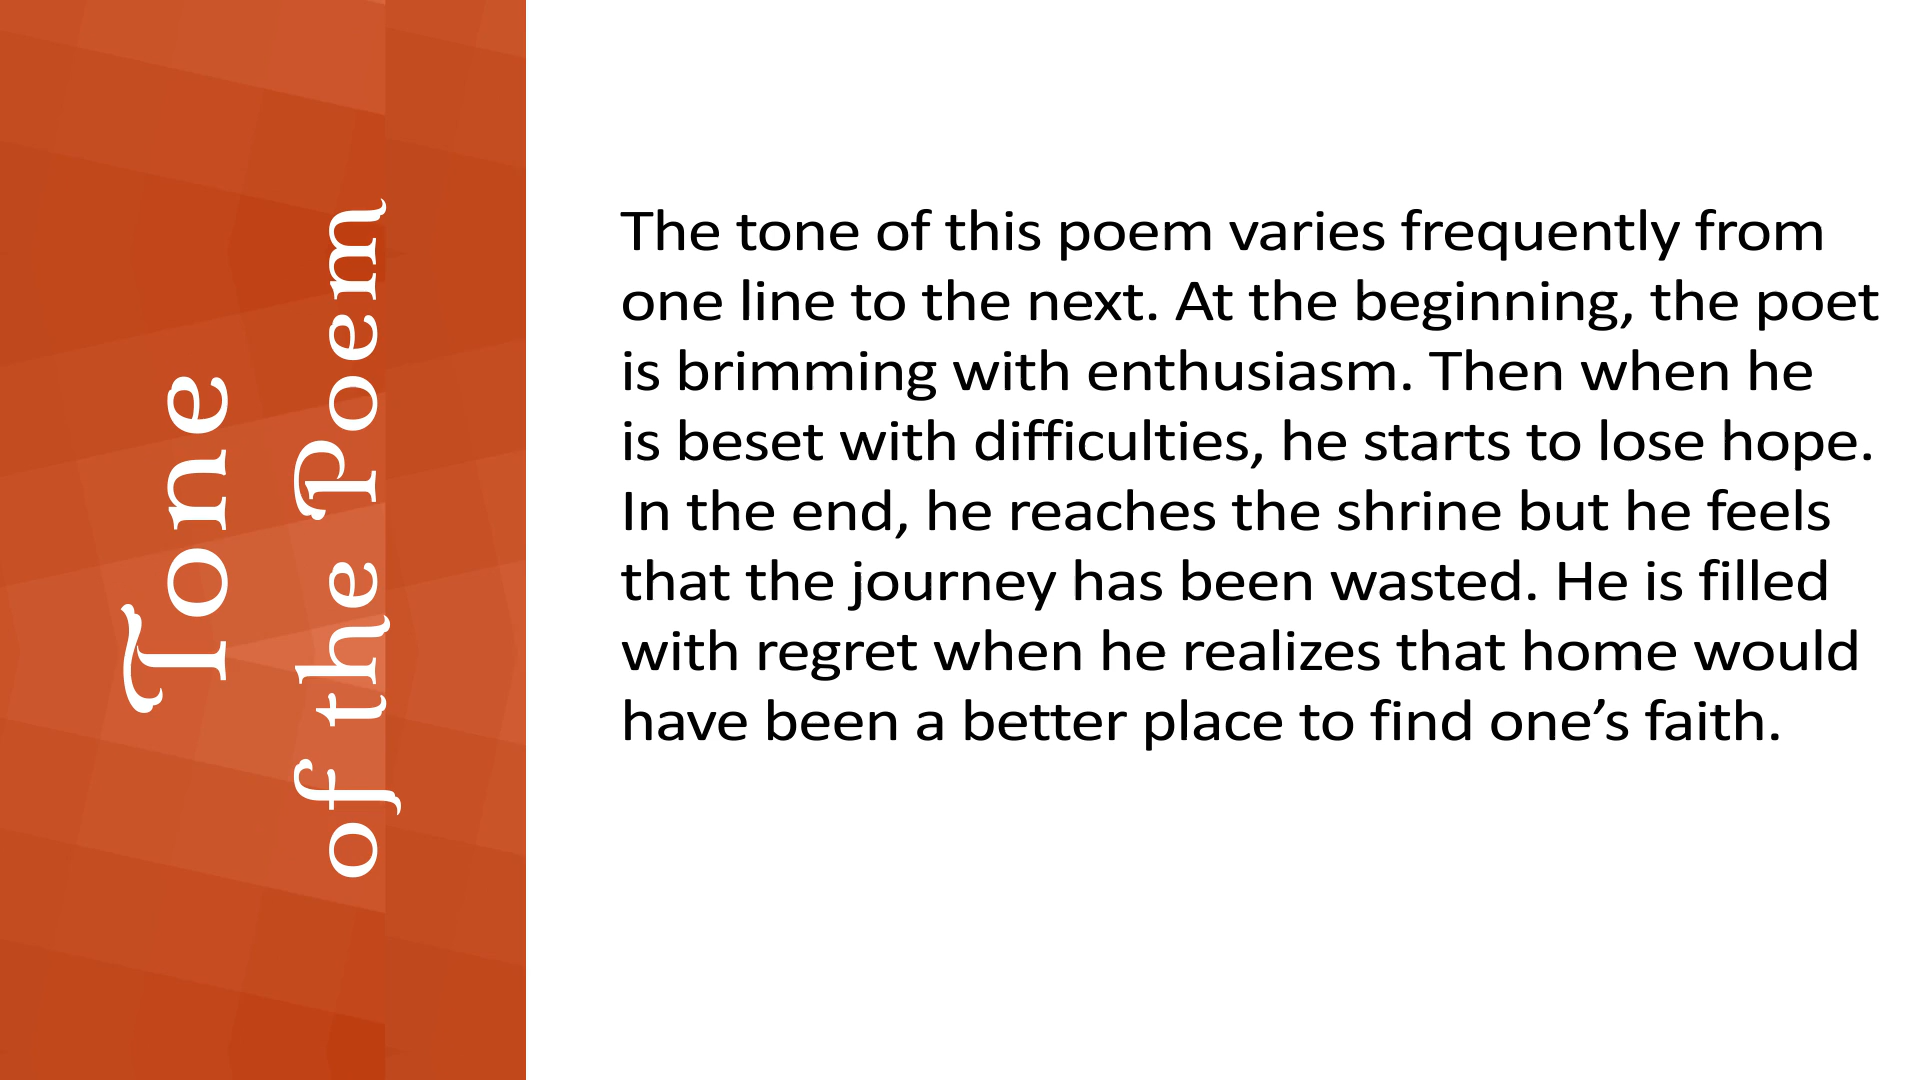 Tone
of the Poem
The tone of this poem varies frequently from
one line to the next. At the beginning, the poet
is brimming with enthusiasm. Then when he
is beset with difficulties, he starts to lose hope.
In the end, he reaches the shrine but he feels
that the journey has been wasted. He is filled
with regret when he realizes that home would
have been a better place to find one’s faith.